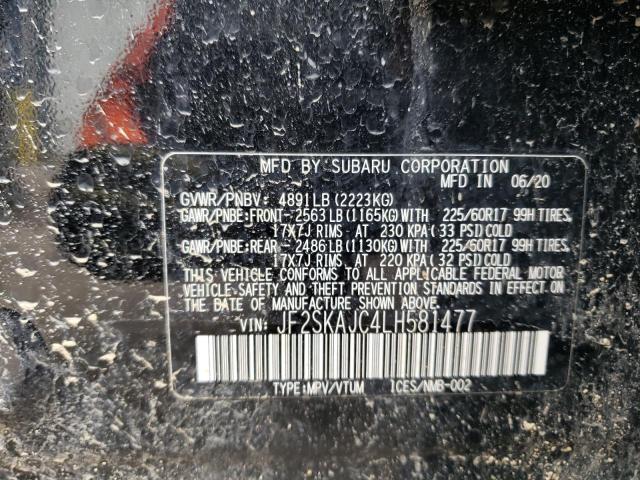 MFD BY SUBARU CORPORATION
MFD IN 06/20
GVWR/PNBV: 4891LB (2223KG)
GAWR/PNBE:FRONT-2563LB (1165KG) WITH 225/60R17 99H TIRES,
17X7J RIMS AT 230 KPA (33 PSI) COLD
GAWR/PNBE:REAR -2486LB (1130KG) WITH 225/60R17 99H TIRES,
17X7J RIMS AT 220 KPA (32 PSI) COLD
THIS VEHICLE CONFORMS TO ALL APPLICABLE FEDERAL MOTOR
VEHICLE SAFETY AND THEFT PREVENTION STANDARDS IN EFFECT
ON THE DATE OF MANUFACTURE SHOWN ABOVE.
VIN: JF2SKAJC4LH581477
TYPE:MPV/VTUM ICES/NMB-002